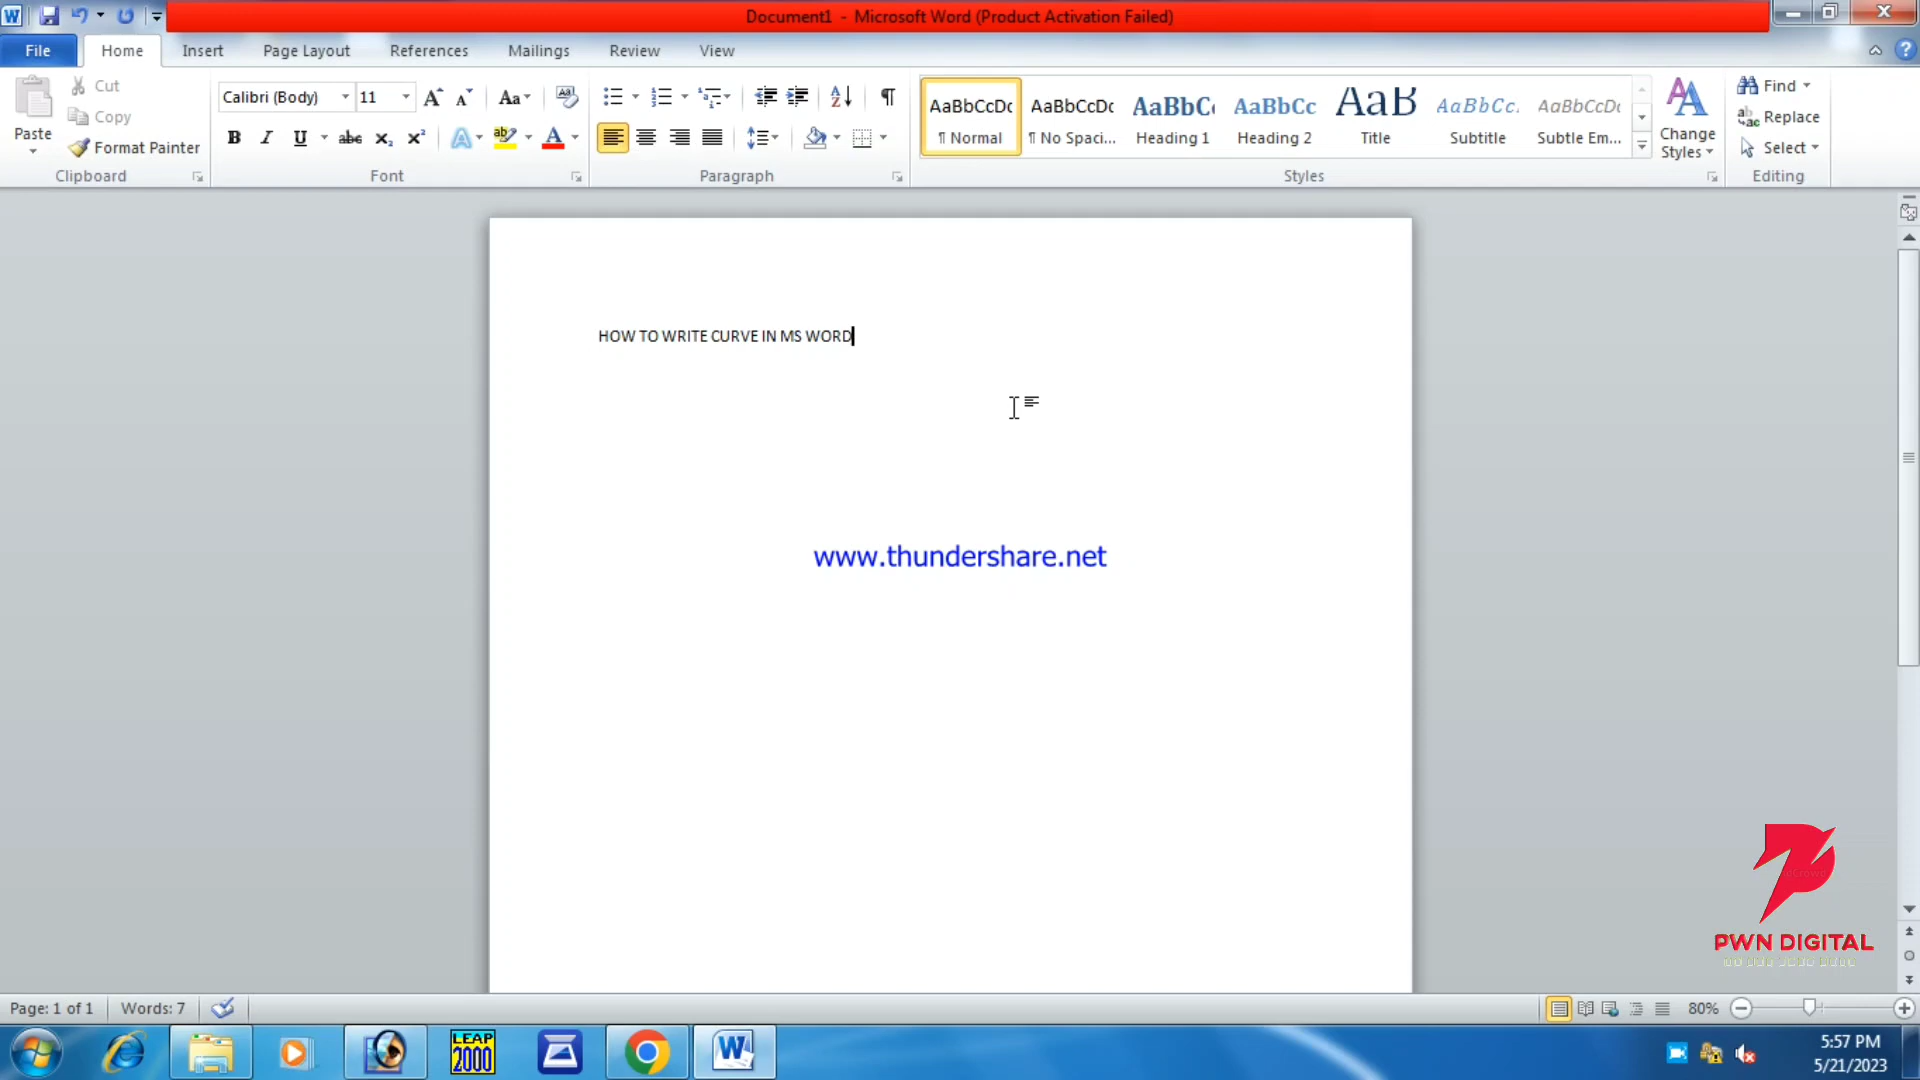 Document1 - Microsoft Word (Product Activation Failed)
File Home Insert Page Layout References Mailings Review View
Paste
Cut
Copy
Format Painter
Clipboard
Calibri (Body) 11
Font
Paragraph
AaBbCcDc AaBbCcDc AaBbC AaBbCc AaB AaBbCc. AaBbCcDc
¶ Normal ¶ No Spaci... Heading 1 Heading 2 Title Subtitle Subtle Em...
Styles
Change
Styles
Find
Replace
Select
Editing
HOW TO WRITE CURVE IN MS WORD
www.thundershare.net
PWN DIGITAL
Page: 1 of 1 Words: 7 80%
LEAP
2000
5:57 PM
5/21/2023